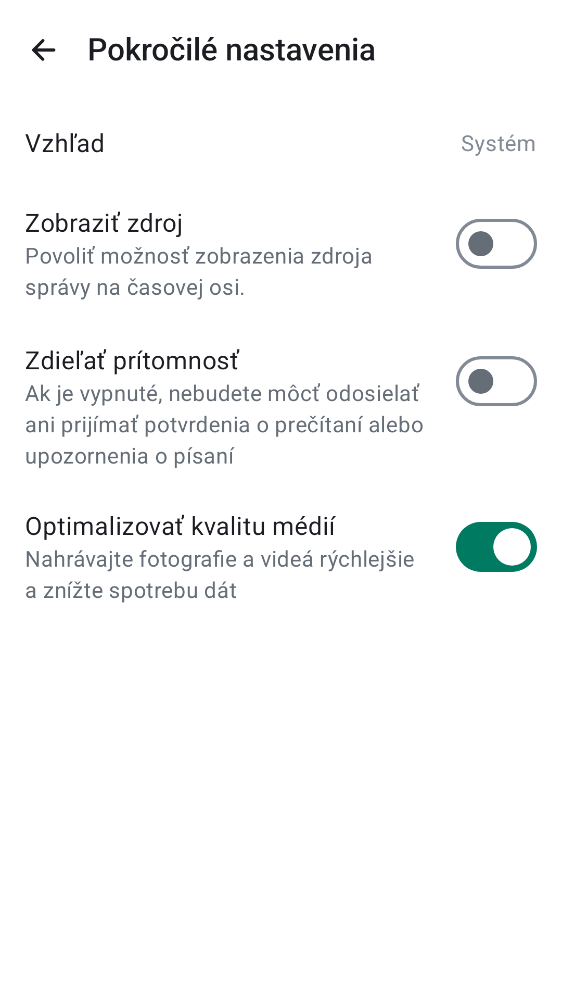 Pokročilé nastavenia
Vzhľad Systém
Zobraziť zdroj
Povoliť možnosť zobrazenia zdroja
správy na časovej osi.
Zdieľať prítomnosť
Ak je vypnuté, nebudete môcť odosielať
ani prijímať potvrdenia o prečítaní alebo
upozornenia o písaní
Optimalizovať kvalitu médií
Nahrávajte fotografie a videá rýchlejšie
a znížte spotrebu dát